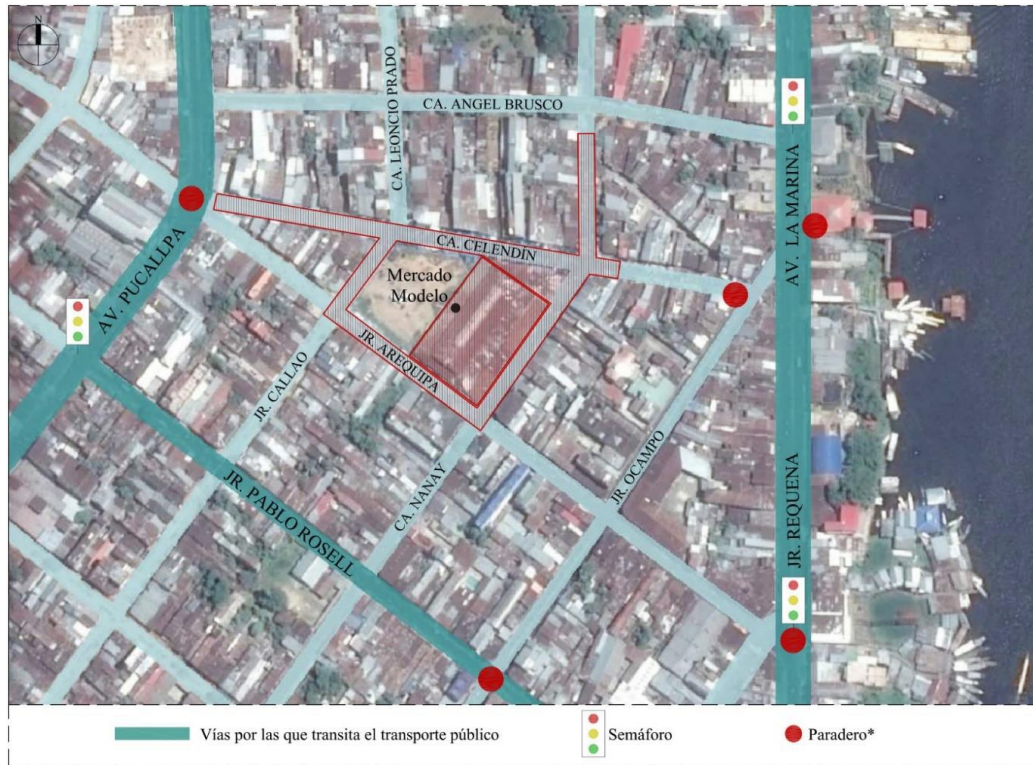 N
CA. ANGEL BRUSCO
CA. LEONCIO PRADO
AV. LA MARINA
AV. PUCALLPA
CA. CELENDÍN
Mercado
Modelo
JR. AREQUIPA
JR. CALLAO
JR. OCAMPO
CA. NANAY
JR. PABLO ROSELL
JR. REQUENA
Vías por las que transita el transporte público
Semáforo
Paradero*